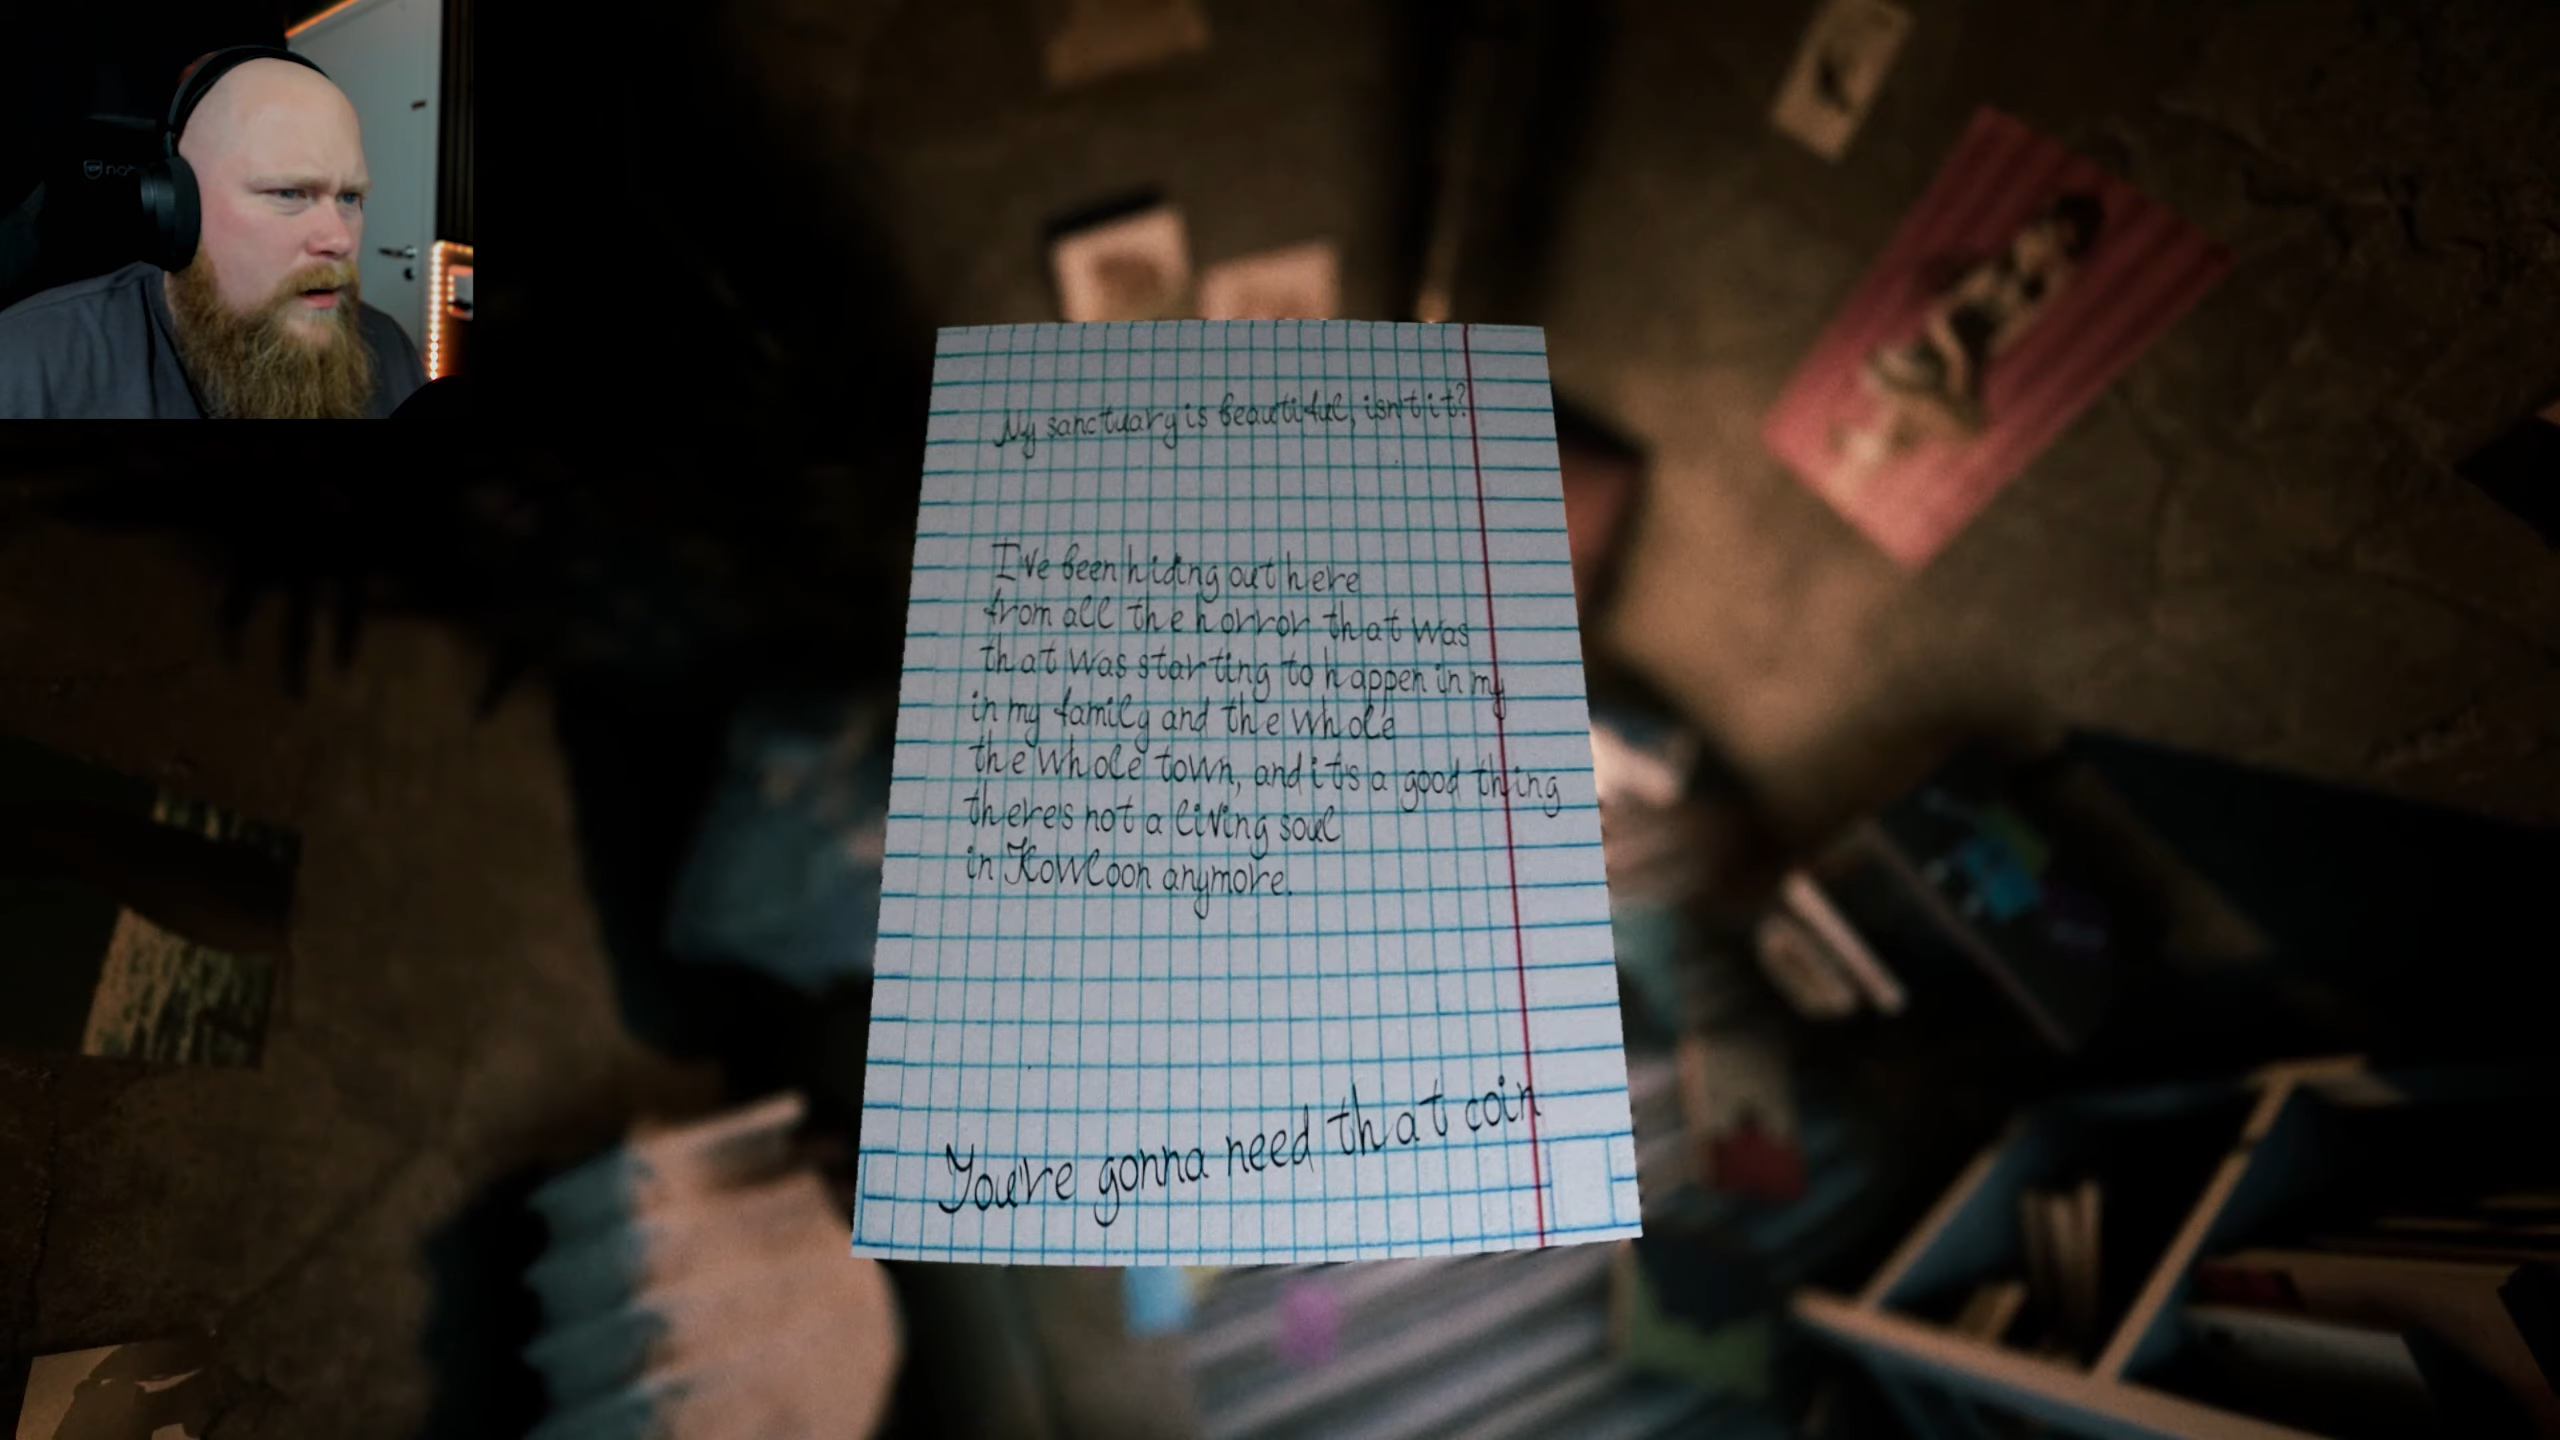 My sanctuary is beautiful, isn't it?
I've been hiding out here
from all the horror that was
that was starting to happen in my
in my family and the whole
the whole town, and it's a good thing
there's not a living soul
in Kowloon anymore.
You're gonna need that coin